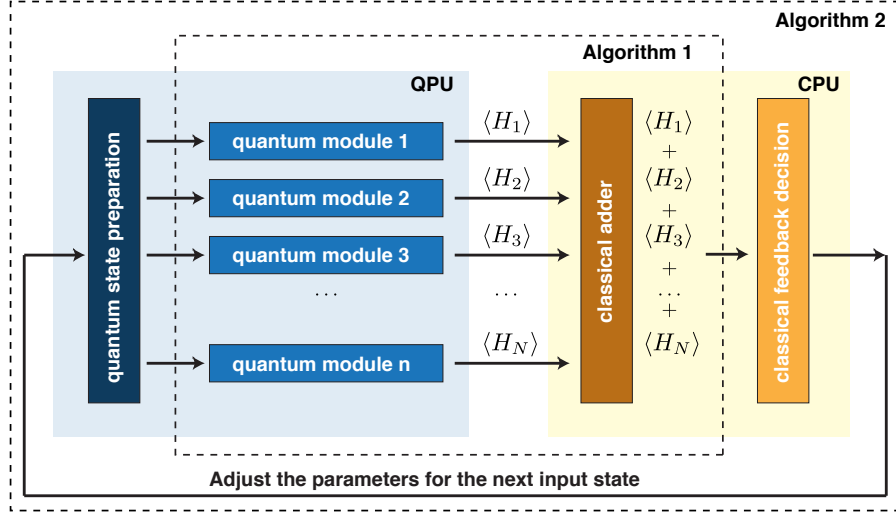 Algorithm 2
Algorithm 1
QPU
CPU
quantum state preparation
quantum module 1
quantum module 2
quantum module 3
...
quantum module n
⟨H₁⟩
⟨H₂⟩
⟨H₃⟩
...
⟨H_N⟩
classical adder
⟨H₁⟩
+
⟨H₂⟩
+
⟨H₃⟩
+
...
+
⟨H_N⟩
classical feedback decision
Adjust the parameters for the next input state